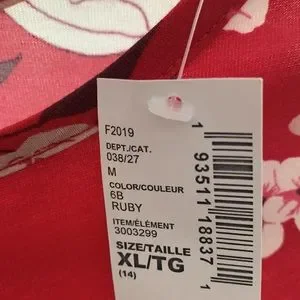 F2019
DEPT./CAT.
038/27
M
COLOR/COULEUR
6B
RUBY
ITEM/ÉLÉMENT
3003299
SIZE/TAILLE
XL/TG
(14)
1 93511 18837 1